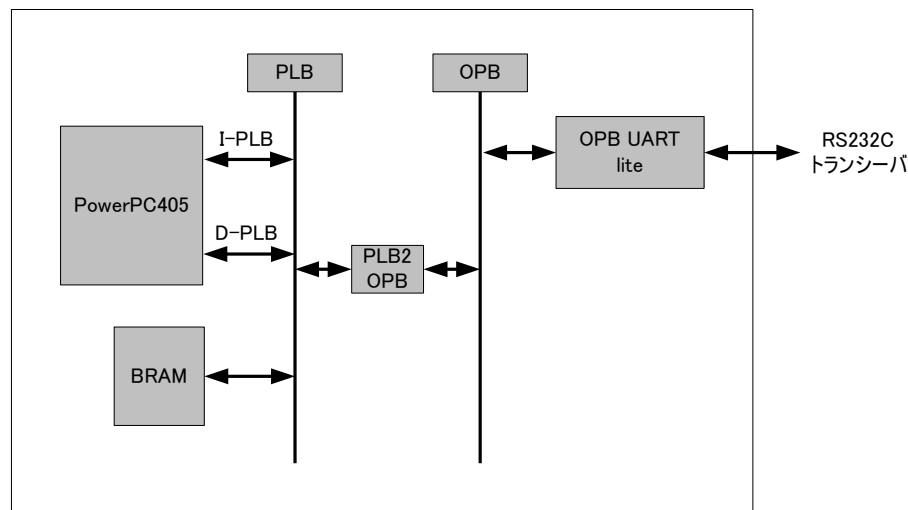 PLB
OPB
I-PLB
OPB UART
lite
RS232C
トランシーバ
PowerPC405
D-PLB
PLB2
OPB
BRAM